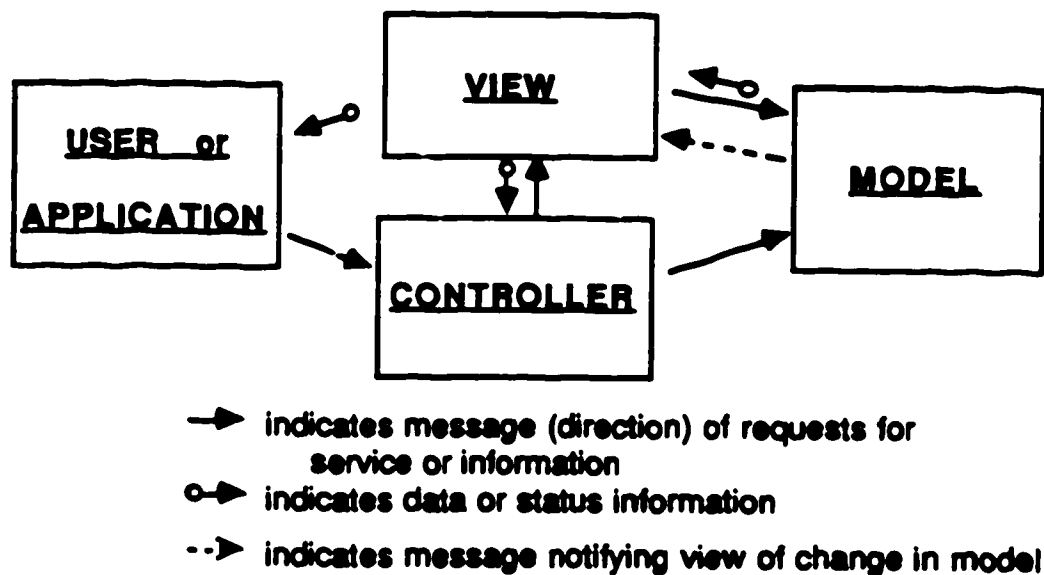 VIEW
USER or
APPLICATION
MODEL
CONTROLLER
indicates message (direction) of requests for
service or information
indicates data or status information
indicates message notifying view of change in model